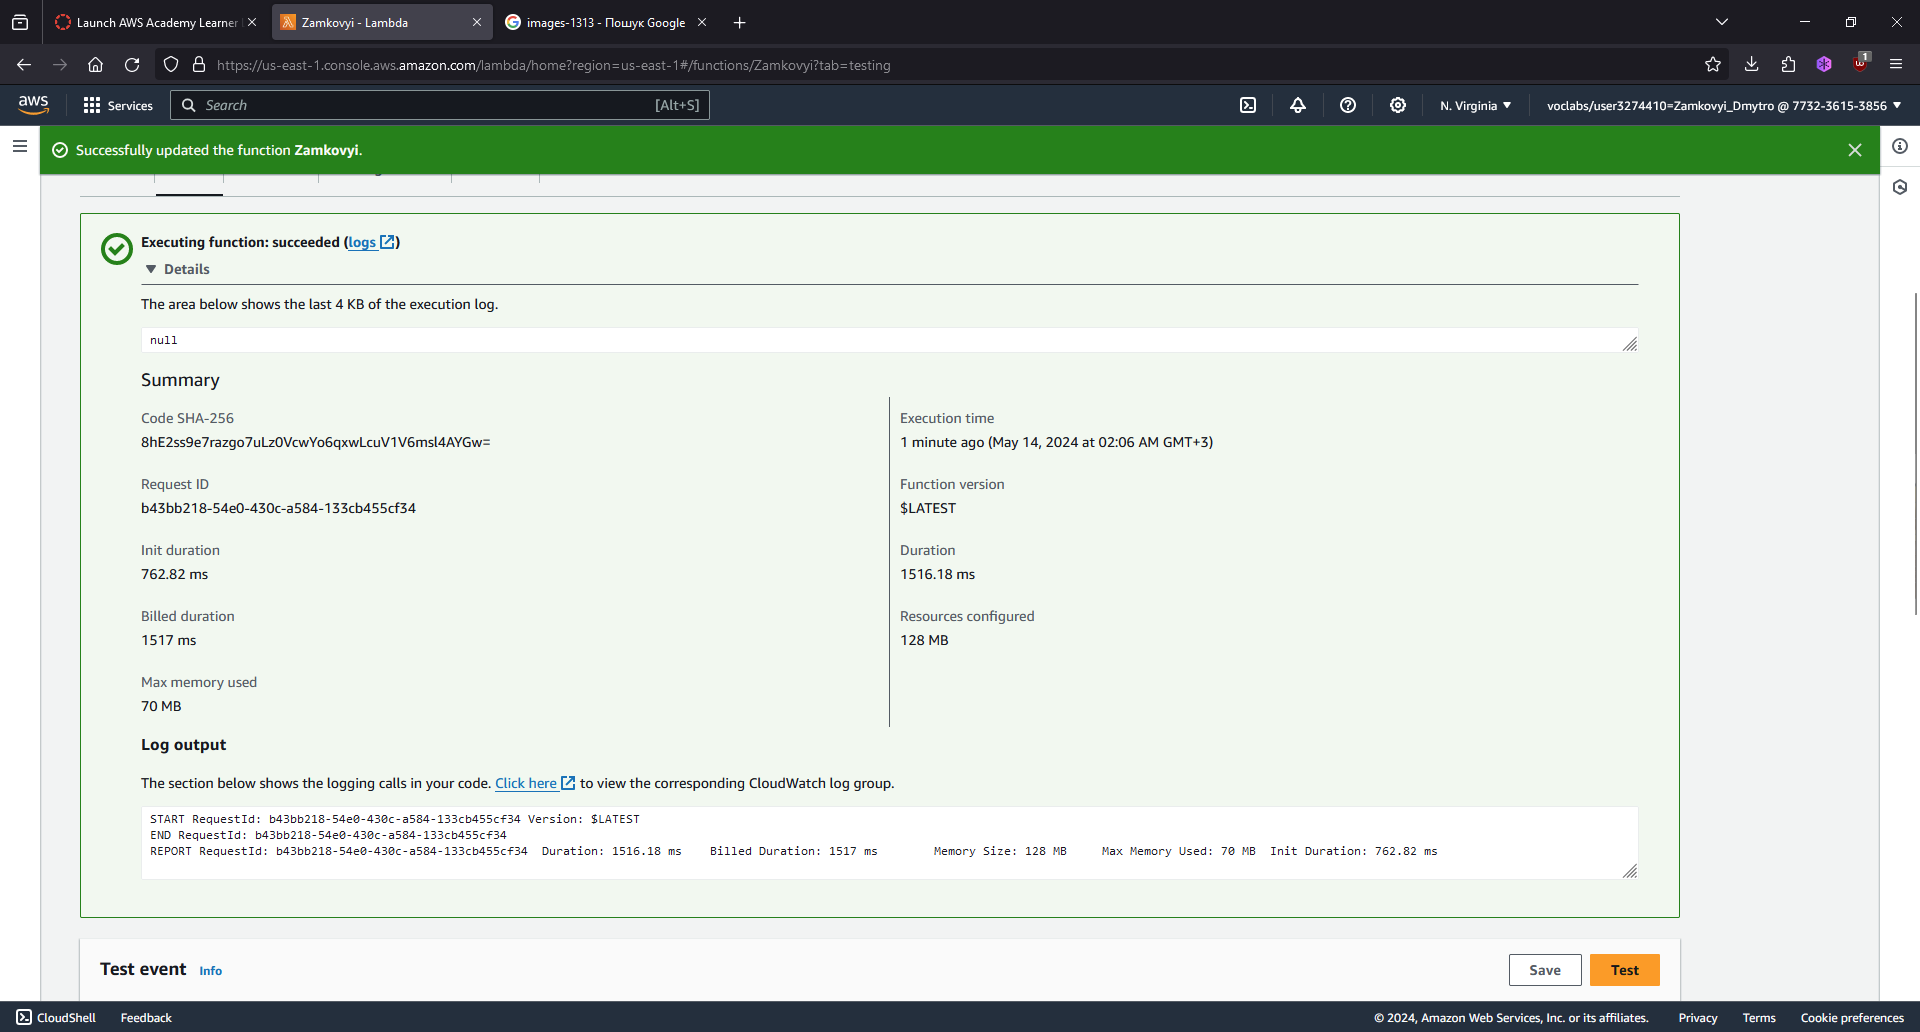 Launch AWS Academy Learner
Zamkovyi - Lambda
images-1313 - Пошук Google
https://us-east-1.console.aws.amazon.com/lambda/home?region=us-east-1#/functions/Zamkovyi?tab=testing
1
aws
Services
Search
[Alt+S]
N. Virginia
voclabs/user3274410=Zamkovyi_Dmytro @ 7732-3615-3856
Successfully updated the function Zamkovyi.
Executing function: succeeded (logs)
Details
The area below shows the last 4 KB of the execution log.
null
Summary
Code SHA-256
8hE2ss9e7razgo7uLz0VcwYo6qxwLcuV1V6msl4AYGw=
Execution time
1 minute ago (May 14, 2024 at 02:06 AM GMT+3)
Request ID
b43bb218-54e0-430c-a584-133cb455cf34
Function version
$LATEST
Init duration
762.82 ms
Duration
1516.18 ms
Billed duration
1517 ms
Resources configured
128 MB
Max memory used
70 MB
Log output
The section below shows the logging calls in your code. Click here to view the corresponding CloudWatch log group.
START RequestId: b43bb218-54e0-430c-a584-133cb455cf34 Version: $LATEST
END RequestId: b43bb218-54e0-430c-a584-133cb455cf34
REPORT RequestId: b43bb218-54e0-430c-a584-133cb455cf34 Duration: 1516.18 ms Billed Duration: 1517 ms Memory Size: 128 MB Max Memory Used: 70 MB Init Duration: 762.82 ms
Test event Info
Save
Test
CloudShell
Feedback
© 2024, Amazon Web Services, Inc. or its affiliates.
Privacy
Terms
Cookie preferences